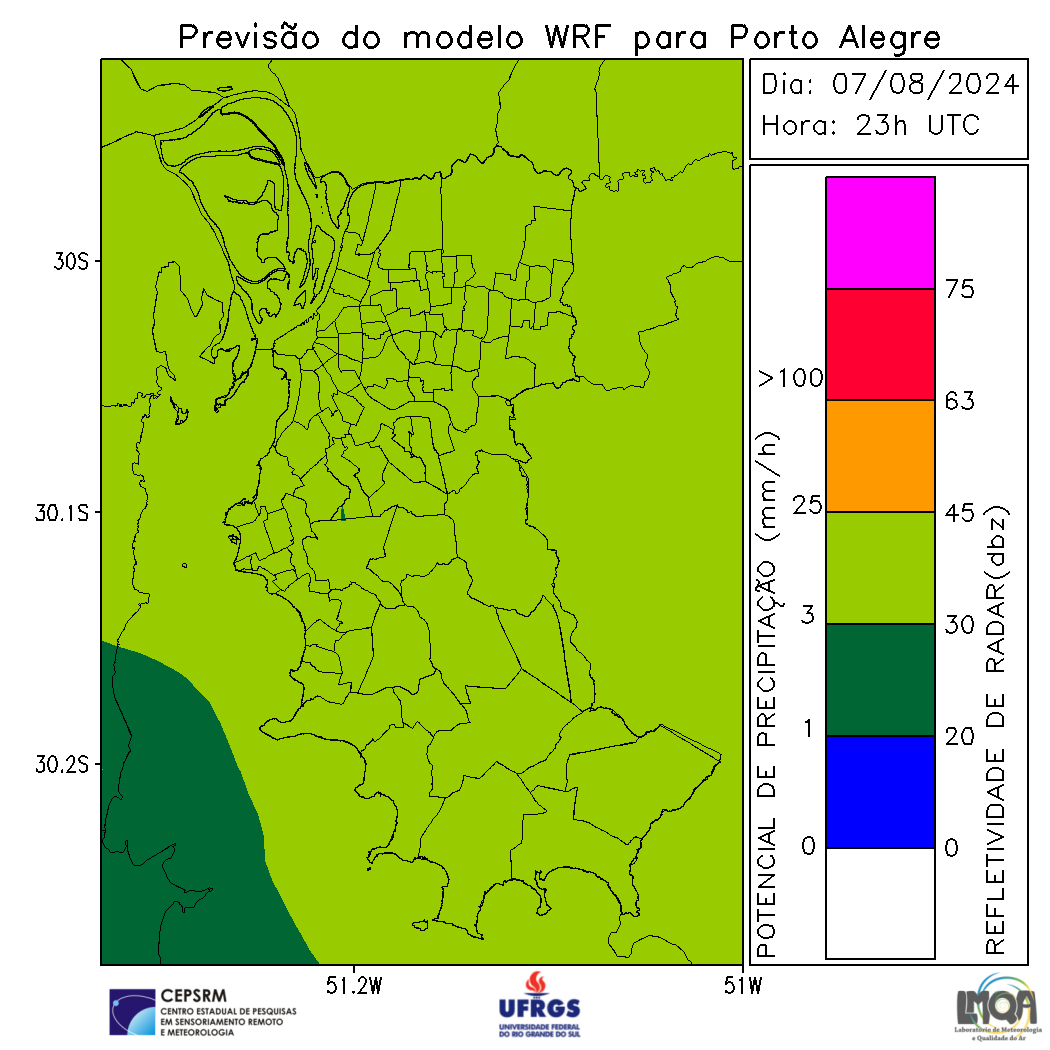 Previsão do modelo WRF para Porto Alegre
Dia: 07/08/2024
Hora: 23h UTC
30S
30.1S
30.2S
51.2W
51W
POTENCIAL DE PRECIPITAÇÃO (mm/h)
>100
25
3
1
0
75
63
45
30
20
0
REFLETIVIDADE DE RADAR(dbz)
CEPSRM
CENTRO ESTADUAL DE PESQUISAS
EM SENSORIAMENTO REMOTO
E METEOROLOGIA
UFRGS
UNIVERSIDADE FEDERAL
DO RIO GRANDE DO SUL
LMQA
Laboratório de Meteorologia
e Qualidade do Ar